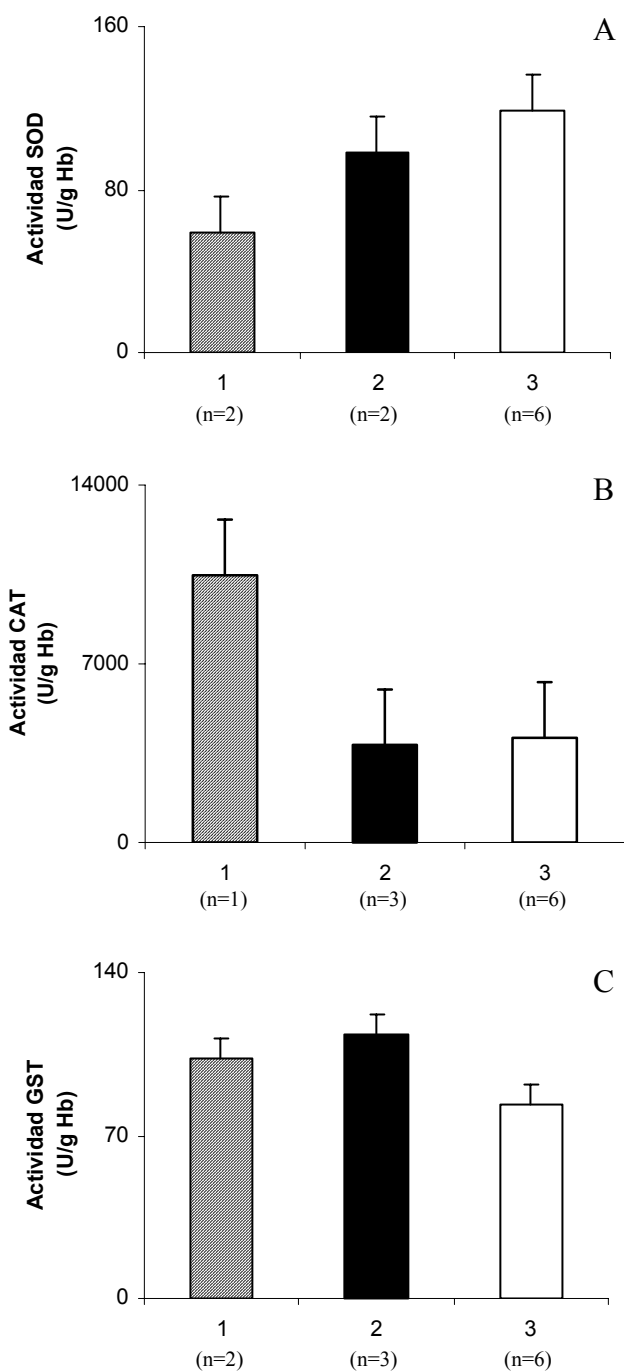 A
160
80
0
Actividad SOD
(U/g Hb)
1 2 3
(n=2) (n=2) (n=6)
B
14000
7000
0
Actividad CAT
(U/g Hb)
1 2 3
(n=1) (n=3) (n=6)
C
140
70
0
Actividad GST
(U/g Hb)
1 2 3
(n=2) (n=3) (n=6)